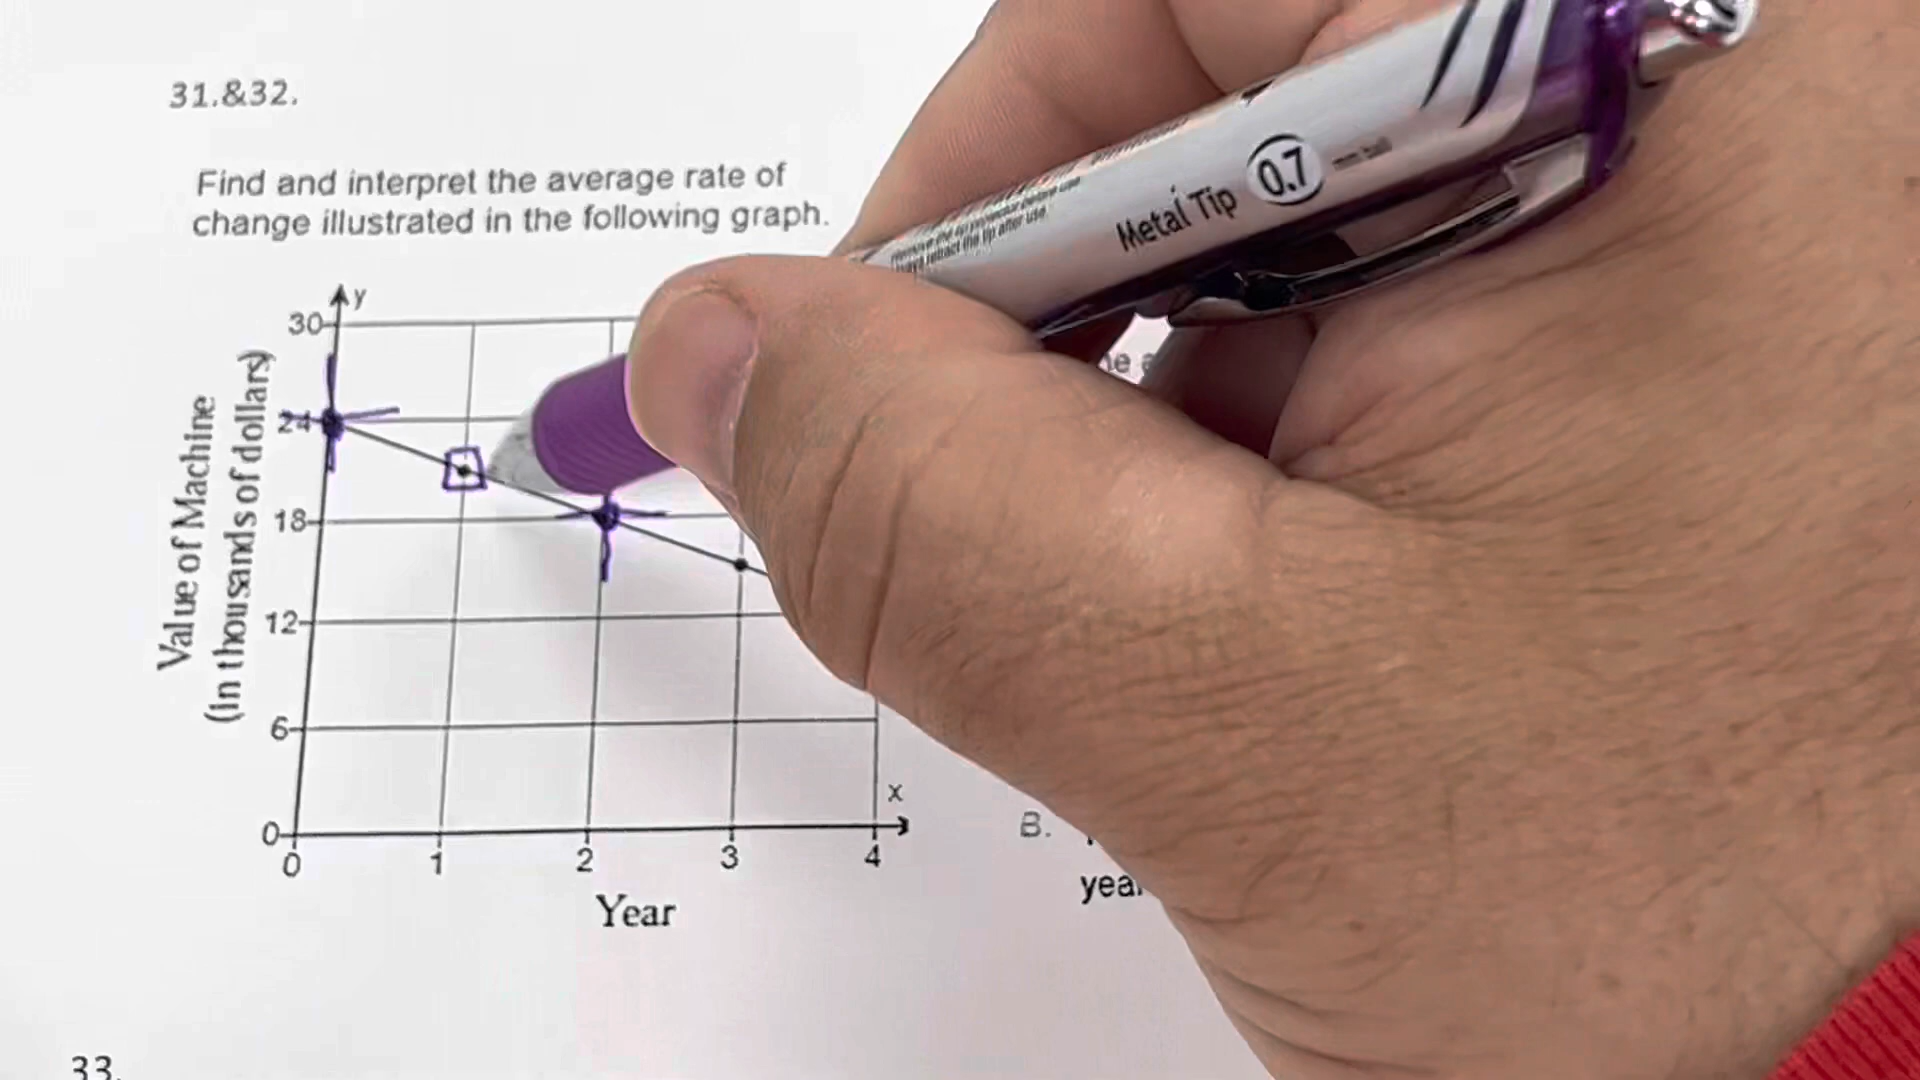 31.&32.
Find and interpret the average rate of
change illustrated in the following graph.
y
30
24
18
12
6
0
Value of Machine
(in thousands of dollars)
0 1 2 3 4
x
Year
Metal Tip 0.7 mm ball
B.
33.